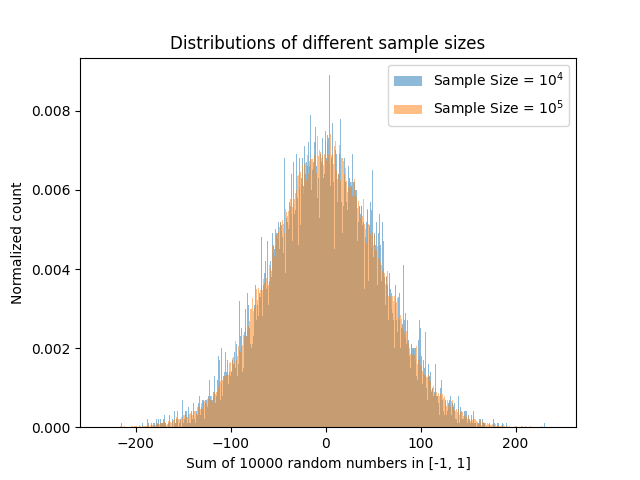 Distributions of different sample sizes
Sample Size = 10⁴
Sample Size = 10⁵
0.008
0.006
0.004
0.002
0.000
Normalized count
−200
−100
0
100
200
Sum of 10000 random numbers in [-1, 1]